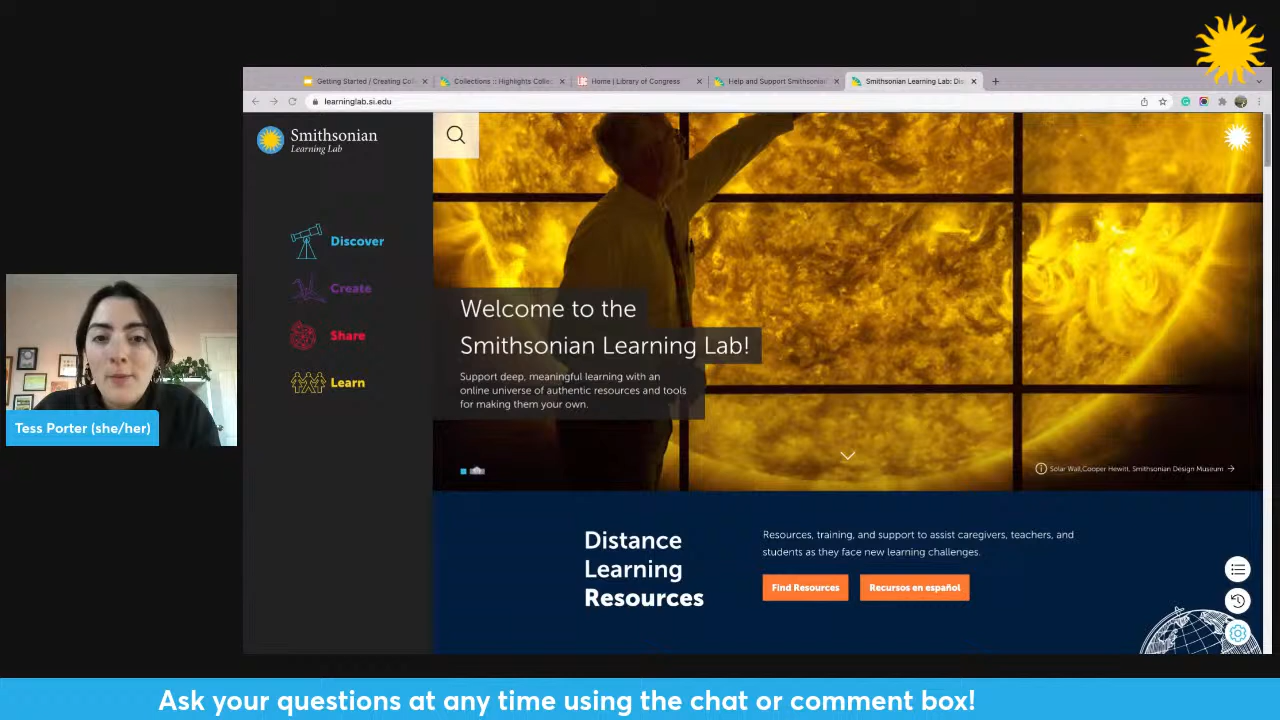 Getting Started / Creating Col
Collections :: Highlights Colle
Home | Library of Congress
Help and Support Smithsonian
Smithsonian Learning Lab: Dis
learninglab.si.edu
Smithsonian
Learning Lab
Discover
Create
Share
Learn
Welcome to the
Smithsonian Learning Lab!
Support deep, meaningful learning with an
online universe of authentic resources and tools
for making them your own.
Solar Wall,Cooper Hewitt, Smithsonian Design Museum
Distance
Learning
Resources
Resources, training, and support to assist caregivers, teachers, and
students as they face new learning challenges.
Find Resources
Recursos en español
Tess Porter (she/her)
Ask your questions at any time using the chat or comment box!